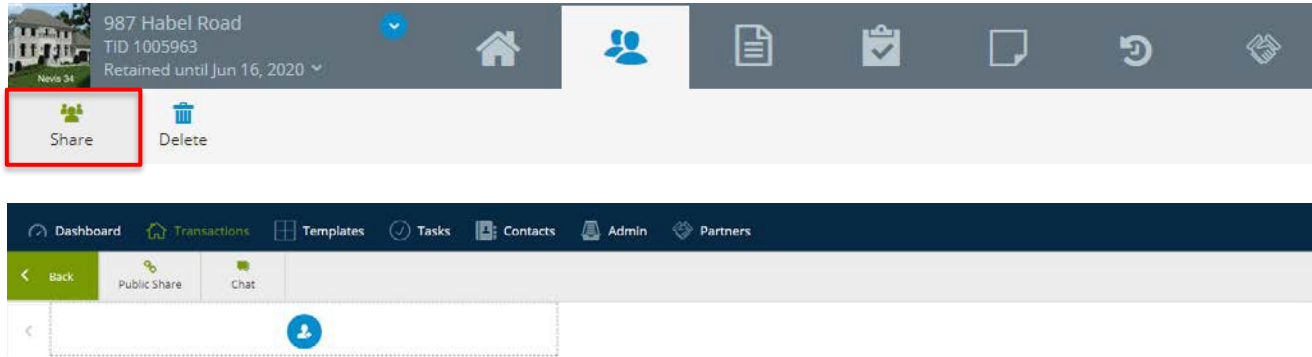 987 Habel Road
TID 1005963
Retained until Jun 16, 2020
Nevis 34
Share
Delete
Dashboard Transactions Templates Tasks Contacts Admin Partners
Back Public Share Chat